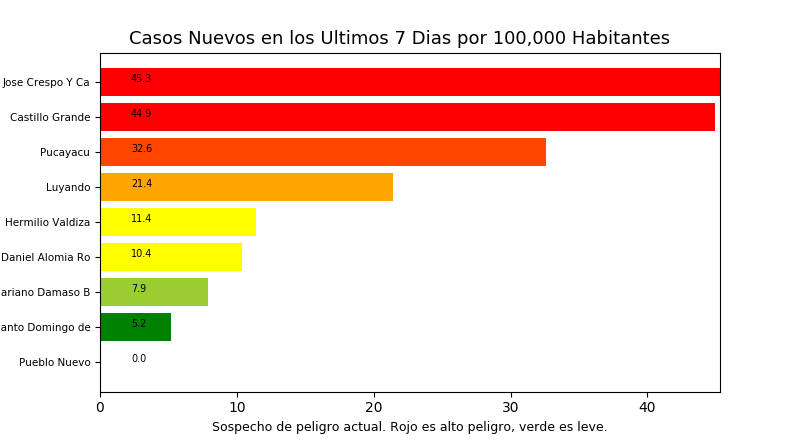 Casos Nuevos en los Ultimos 7 Dias por 100,000 Habitantes
Jose Crespo Y Ca 45.3
Castillo Grande 44.9
Pucayacu 32.6
Luyando 21.4
Hermilio Valdiza 11.4
Daniel Alomia Ro 10.4
ariano Damaso B 7.9
anto Domingo de 5.2
Pueblo Nuevo 0.0
0 10 20 30 40
Sospecho de peligro actual. Rojo es alto peligro, verde es leve.